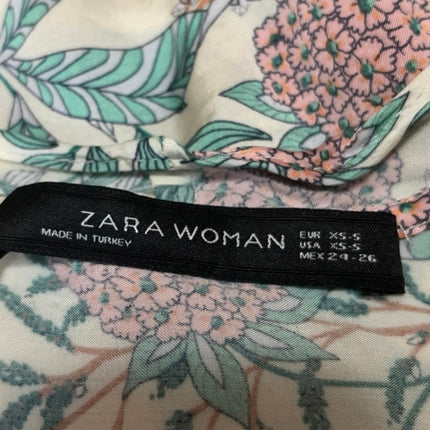 ZARA WOMAN
MADE IN TURKEY
EUR XS-S
USA XS-S
MEX 24-26